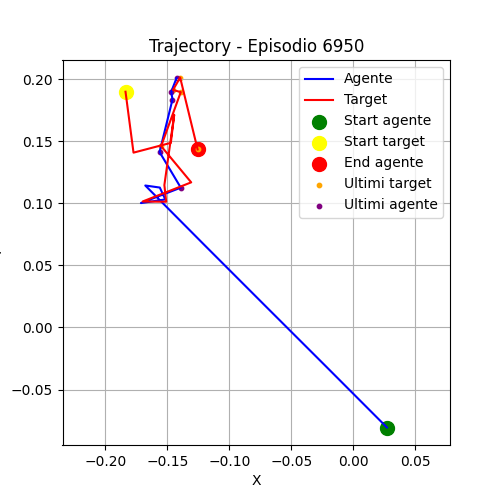 Trajectory - Episodio 6950
Agente
Target
Start agente
Start target
End agente
Ultimi target
Ultimi agente
0.20
0.15
0.10
0.05
0.00
−0.05
−0.20
−0.15
−0.10
−0.05
0.00
0.05
X